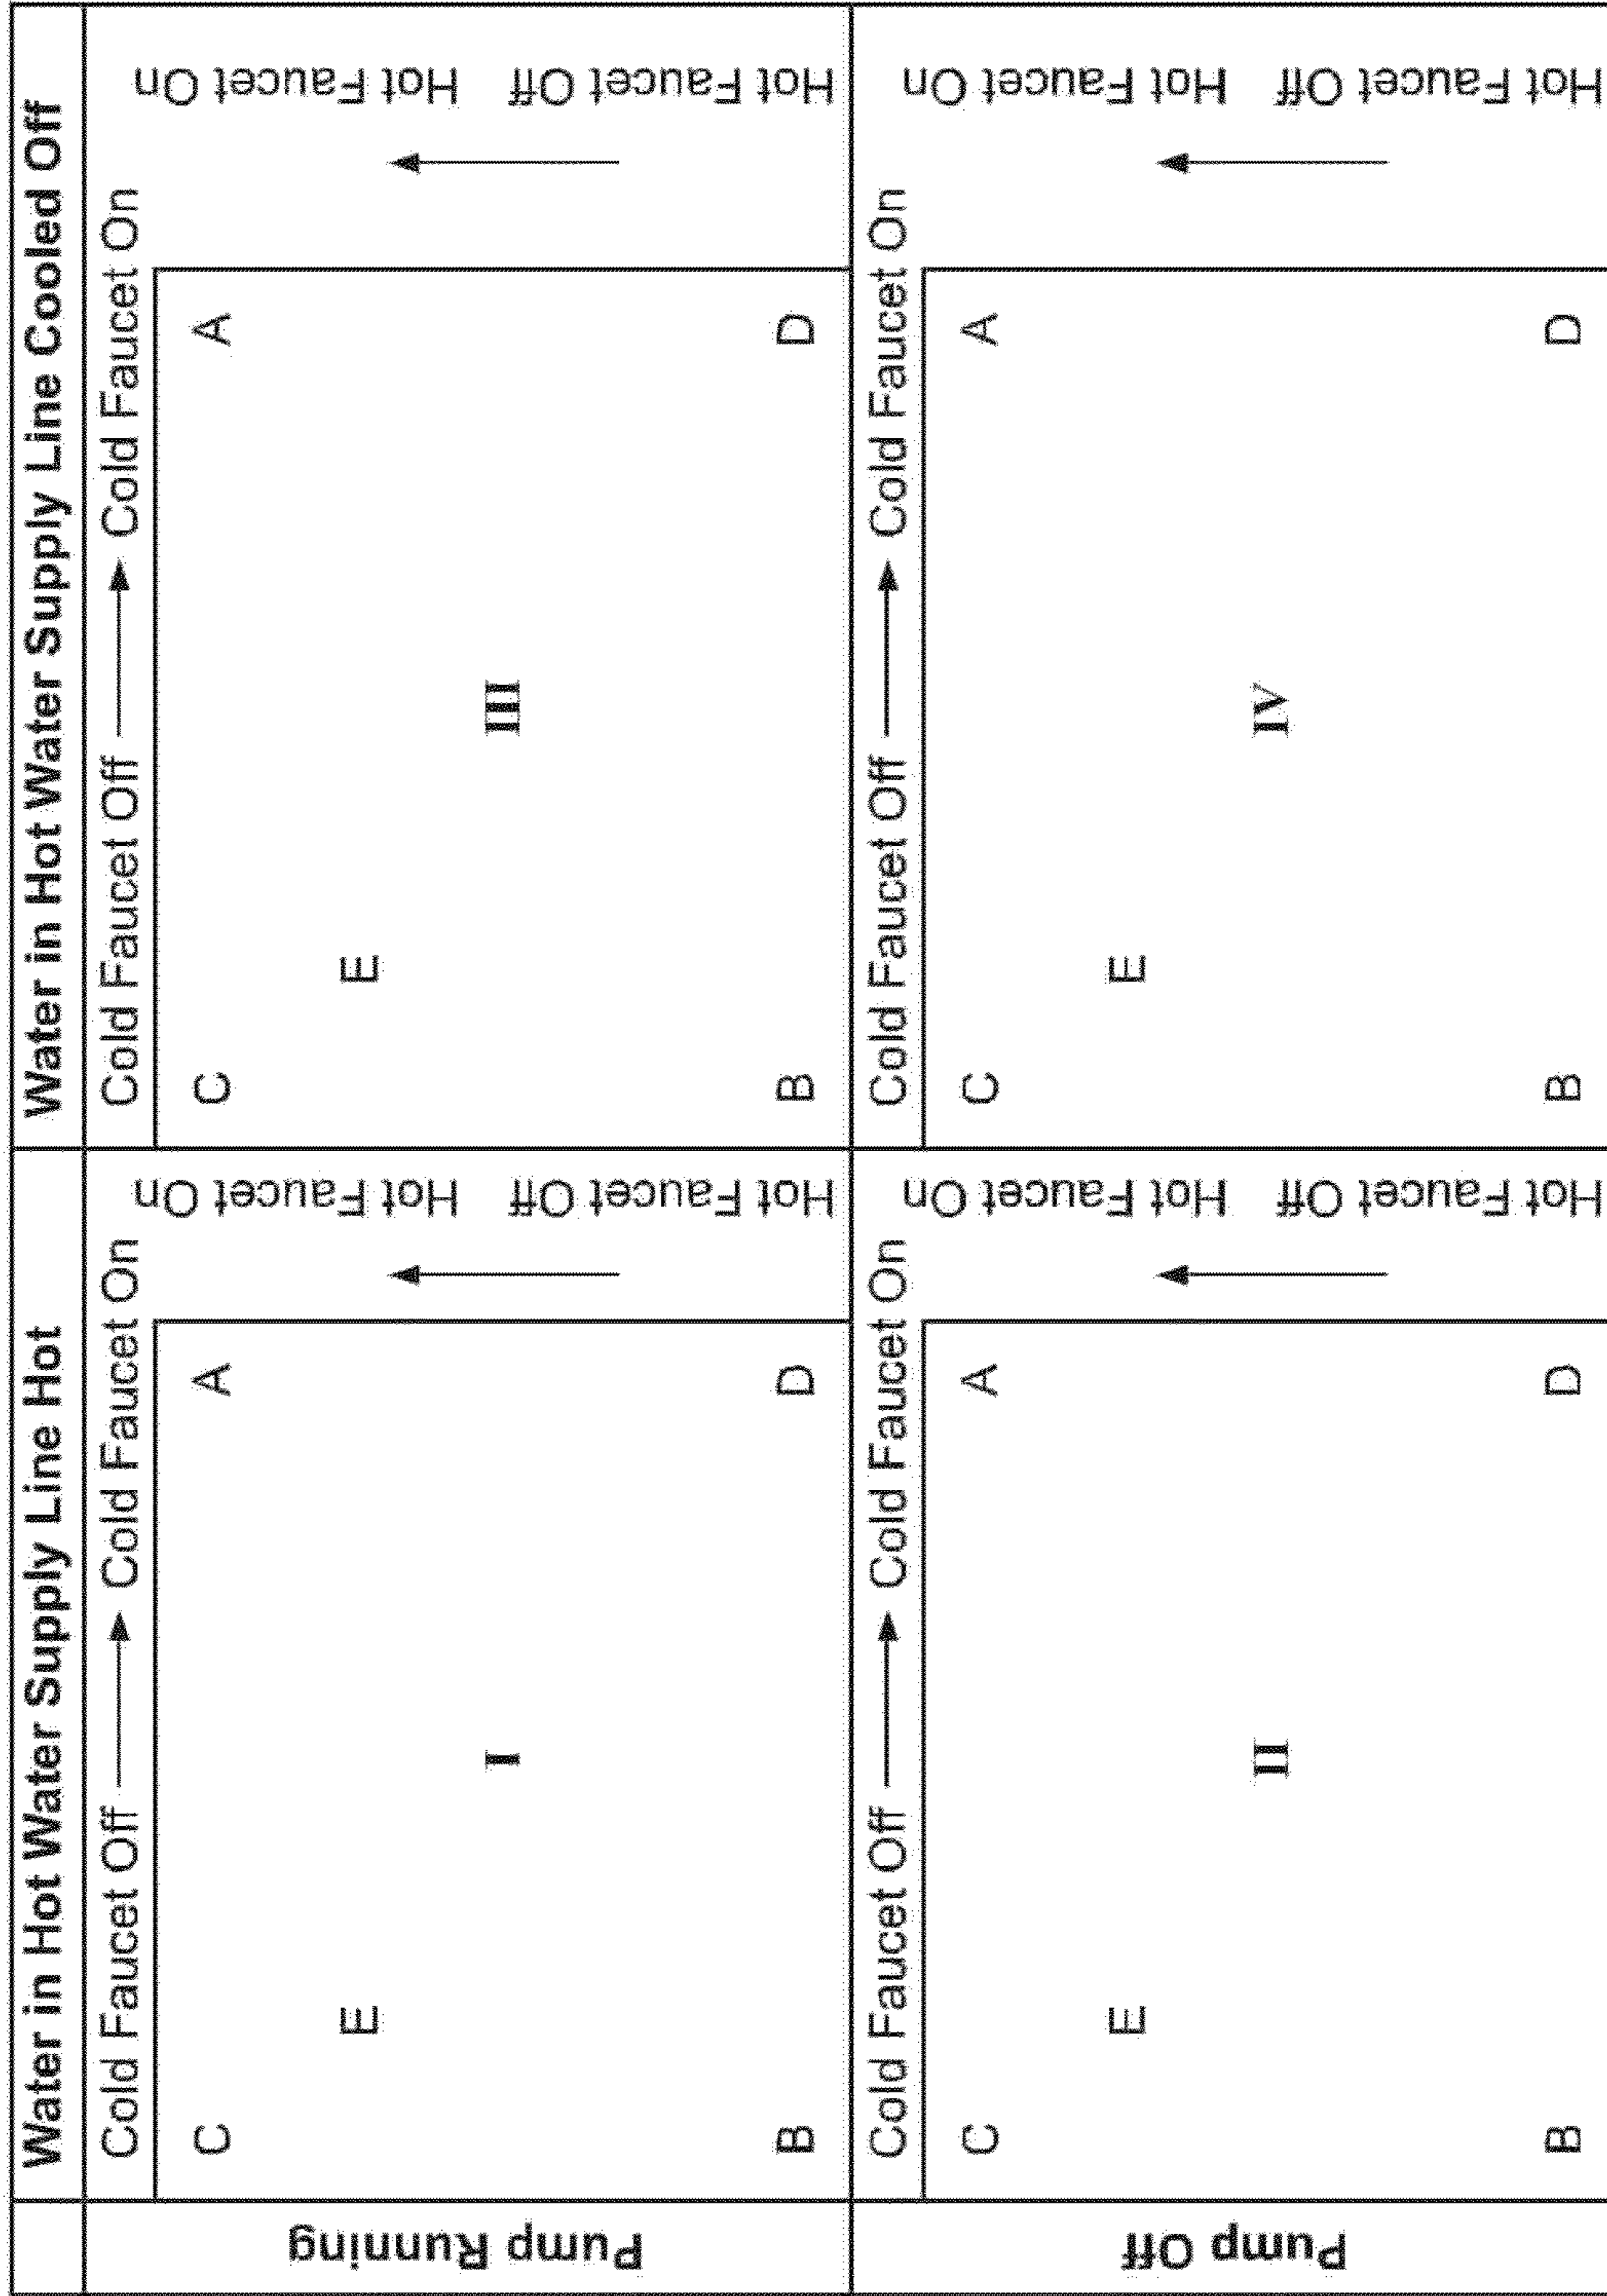 Water in Hot Water Supply Line Hot
Water in Hot Water Supply Line Cooled Off
Pump Running
Cold Faucet Off Cold Faucet On
C A
E
I
B D
Hot Faucet On
Hot Faucet Off
Cold Faucet Off Cold Faucet On
C A
E
III
B D
Hot Faucet On
Hot Faucet Off
Pump Off
Cold Faucet Off Cold Faucet On
C A
E
II
B D
Hot Faucet On
Hot Faucet Off
Cold Faucet Off Cold Faucet On
C A
E
IV
B D
Hot Faucet On
Hot Faucet Off